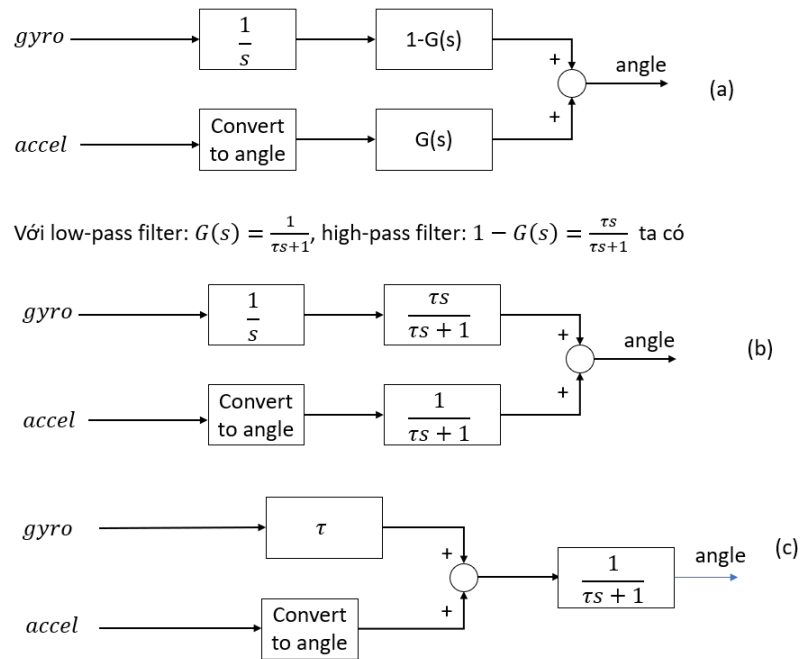 gyro 1/s 1-G(s) + angle (a)
accel Convert to angle G(s) +
Với low-pass filter: G(s) = 1/(τs+1), high-pass filter: 1 − G(s) = τs/(τs+1) ta có
gyro 1/s τs/(τs + 1) + angle (b)
accel Convert to angle 1/(τs + 1) +
gyro τ + 1/(τs + 1) angle (c)
accel Convert to angle +